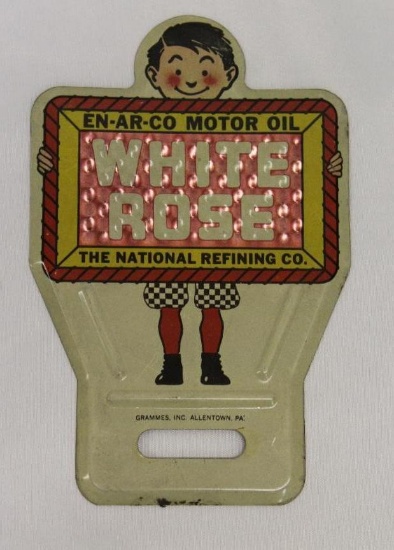 EN-AR-CO MOTOR OIL
WHITE
ROSE
THE NATIONAL REFINING CO.
GRAMMES, INC. ALLENTOWN, PA.